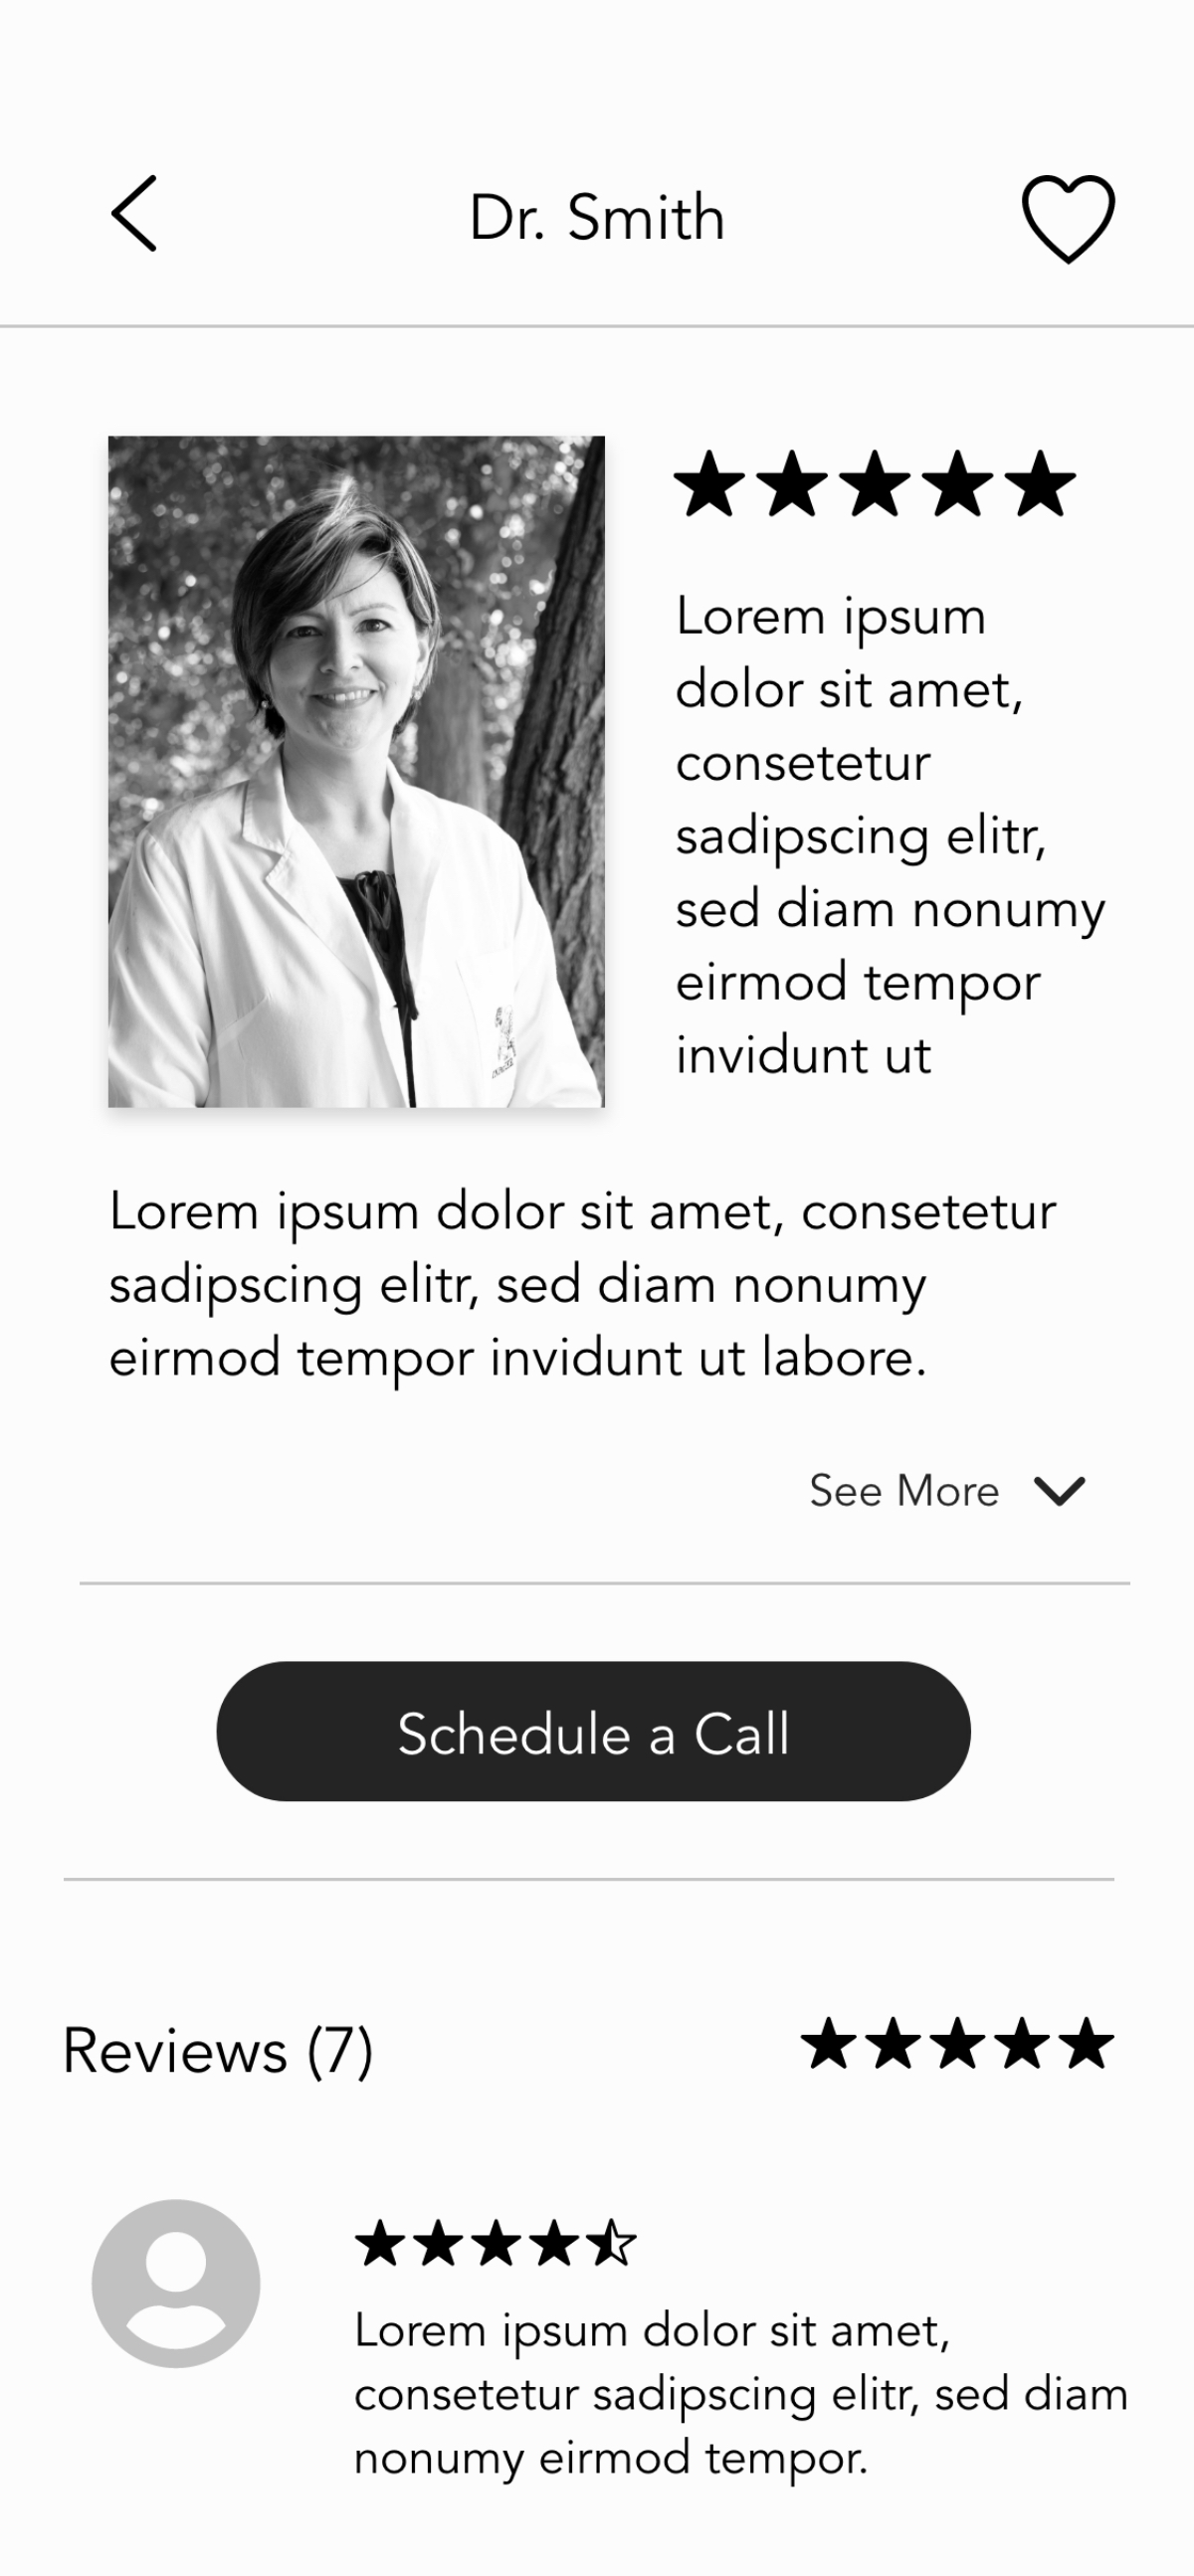 Dr. Smith
Lorem ipsum
dolor sit amet,
consetetur
sadipscing elitr,
sed diam nonumy
eirmod tempor
invidunt ut
Lorem ipsum dolor sit amet, consetetur
sadipscing elitr, sed diam nonumy
eirmod tempor invidunt ut labore.
See More
Schedule a Call
Reviews (7)
Lorem ipsum dolor sit amet,
consetetur sadipscing elitr, sed diam
nonumy eirmod tempor.